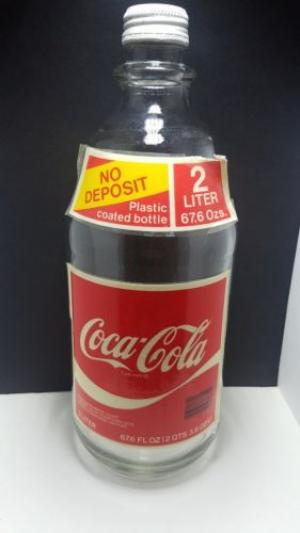 NO
DEPOSIT
Plastic
coated bottle
2
LITER
67.6 Ozs.
Coca-Cola
LITER
67.6 FL OZ (2 QTS 3.6